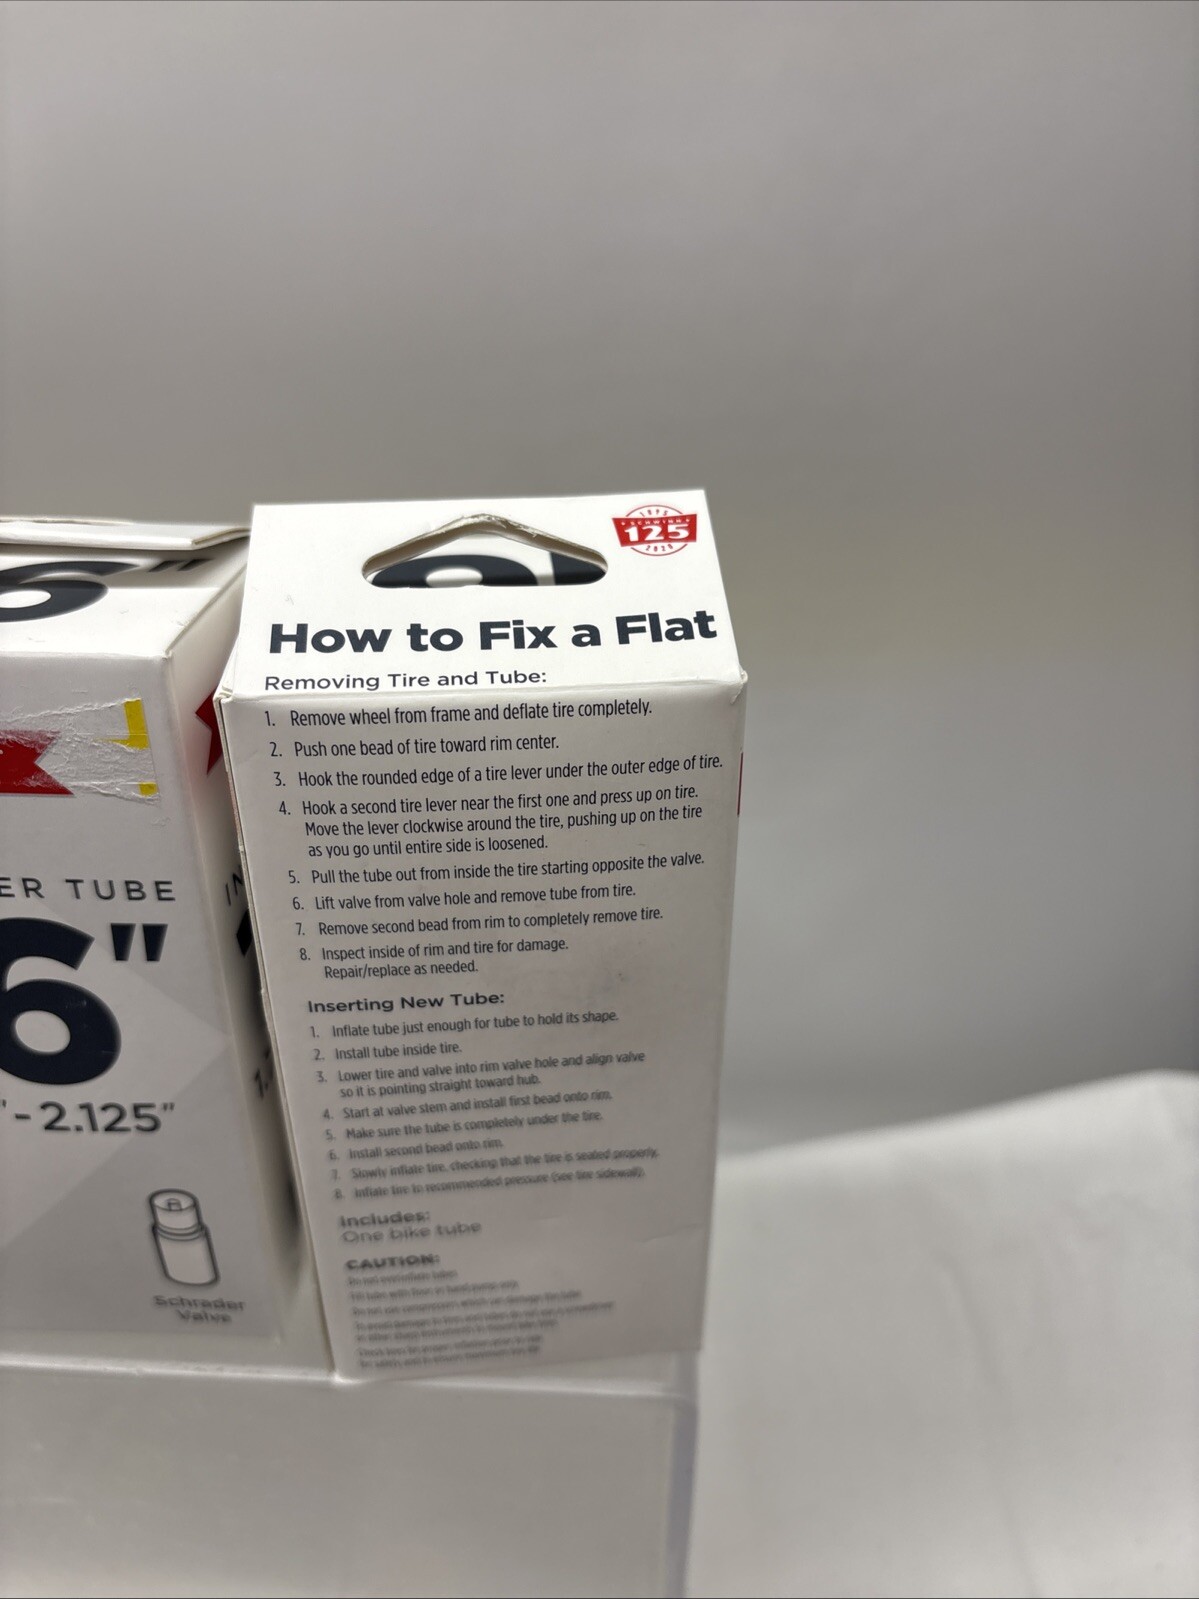 6"
ER TUBE
6"
"-2.125"
Schrader
Valve
IN
1895
SCHWINN
125
2020
How to Fix a Flat
Removing Tire and Tube:
1. Remove wheel from frame and deflate tire completely.
2. Push one bead of tire toward rim center.
3. Hook the rounded edge of a tire lever under the outer edge of tire.
4. Hook a second tire lever near the first one and press up on tire.
Move the lever clockwise around the tire, pushing up on the tire
as you go until entire side is loosened.
5. Pull the tube out from inside the tire starting opposite the valve.
6. Lift valve from valve hole and remove tube from tire.
7. Remove second bead from rim to completely remove tire.
8. Inspect inside of rim and tire for damage.
Repair/replace as needed.
Inserting New Tube:
1. Inflate tube just enough for tube to hold its shape.
2. Install tube inside tire.
3. Lower tire and valve into rim valve hole and align valve
so it is pointing straight toward hub.
4. Start at valve stem and install first bead onto rim.
5. Make sure the tube is completely under the tire.
6. Install second bead onto rim.
7. Slowly inflate tire, checking that the tire is seated properly.
8. Inflate tire to recommended pressure (see tire sidewall).
Includes:
One bike tube
CAUTION:
Do not overinflate tubes